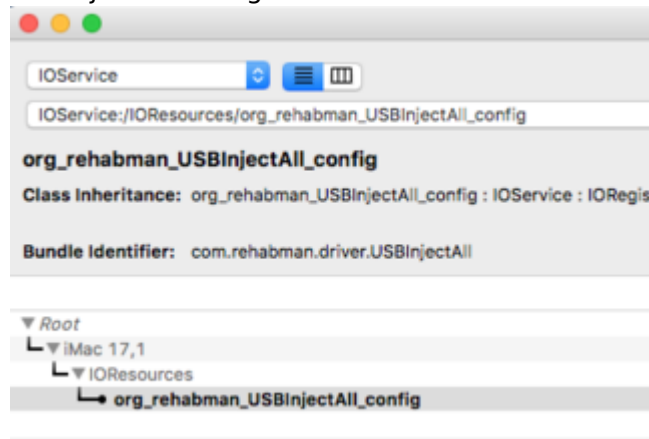 IOService
IOService:/IOResources/org_rehabman_USBInjectAll_config
org_rehabman_USBInjectAll_config
Class Inheritance: org_rehabman_USBInjectAll_config : IOService : IORegis
Bundle Identifier: com.rehabman.driver.USBInjectAll
Root
iMac 17,1
IOResources
org_rehabman_USBInjectAll_config